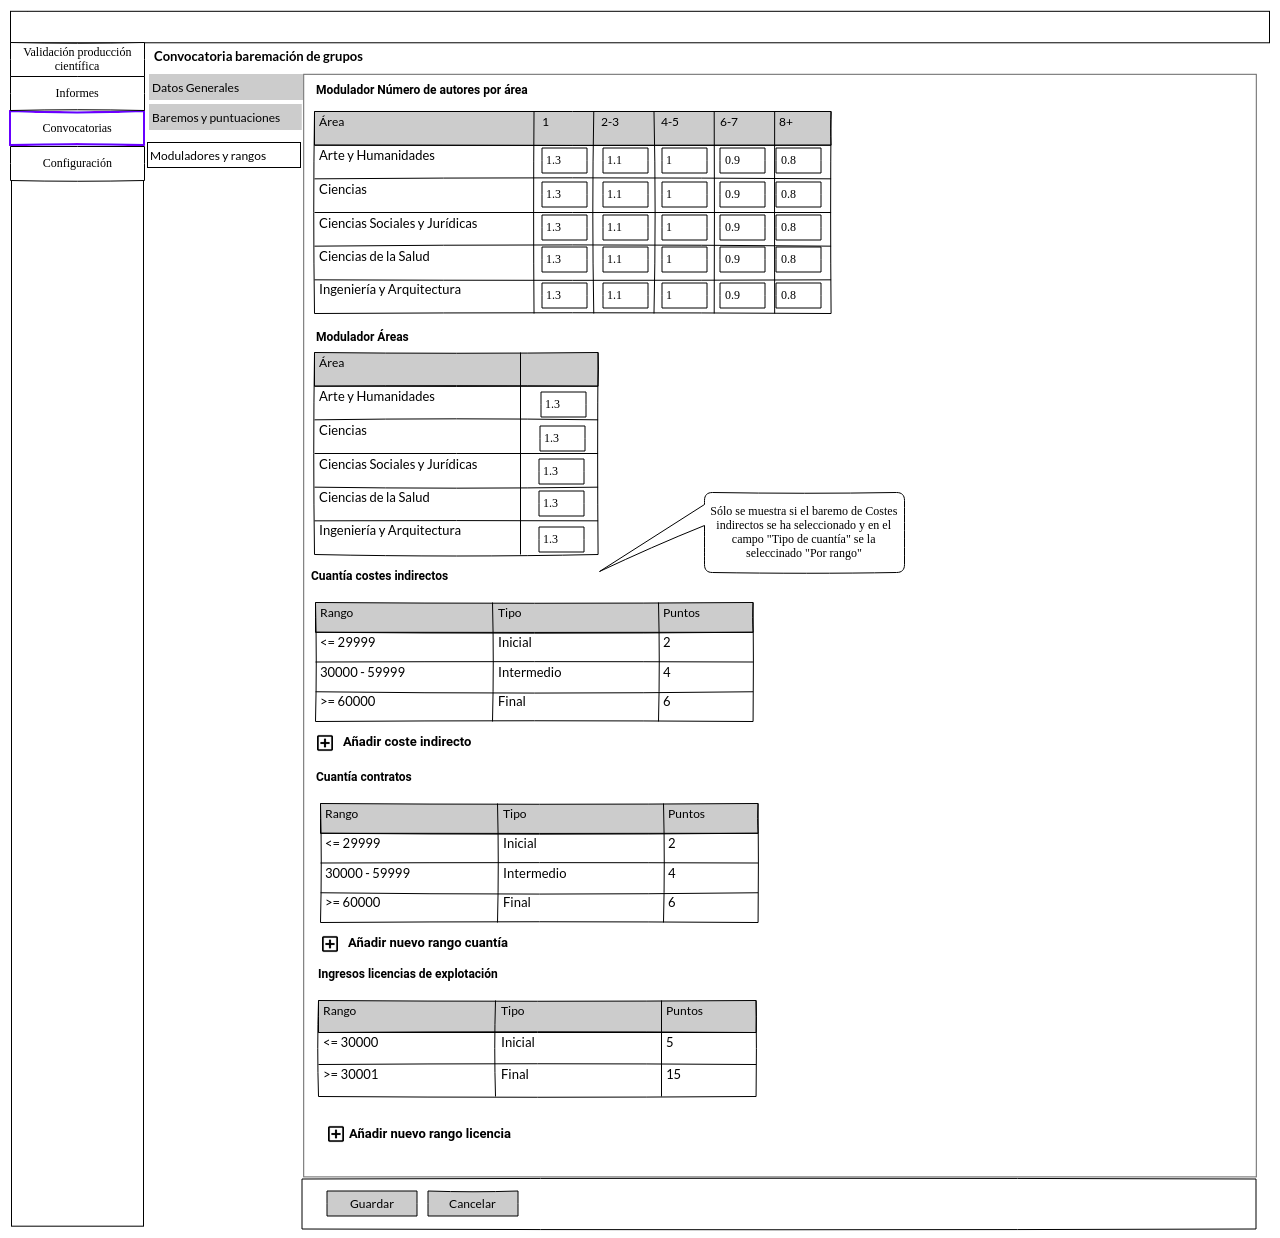 Validación producción
científica
Informes
Convocatorias
Configuración
Convocatoria baremación de grupos
Datos Generales
Baremos y puntuaciones
Moduladores y rangos
Modulador Número de autores por área
Área 1 2-3 4-5 6-7 8+
Arte y Humanidades 1.3 1.1 1 0.9 0.8
Ciencias 1.3 1.1 1 0.9 0.8
Ciencias Sociales y Jurídicas 1.3 1.1 1 0.9 0.8
Ciencias de la Salud 1.3 1.1 1 0.9 0.8
Ingeniería y Arquitectura 1.3 1.1 1 0.9 0.8
Modulador Áreas
Área
Arte y Humanidades 1.3
Ciencias 1.3
Ciencias Sociales y Jurídicas 1.3
Ciencias de la Salud 1.3
Ingeniería y Arquitectura 1.3
Sólo se muestra si el baremo de Costes
indirectos se ha seleccionado y en el
campo "Tipo de cuantía" se la
seleccinado "Por rango"
Cuantía costes indirectos
Rango Tipo Puntos
<= 29999 Inicial 2
30000 - 59999 Intermedio 4
>= 60000 Final 6
Añadir coste indirecto
Cuantía contratos
Rango Tipo Puntos
<= 29999 Inicial 2
30000 - 59999 Intermedio 4
>= 60000 Final 6
Añadir nuevo rango cuantía
Ingresos licencias de explotación
Rango Tipo Puntos
<= 30000 Inicial 5
>= 30001 Final 15
Añadir nuevo rango licencia
Guardar Cancelar